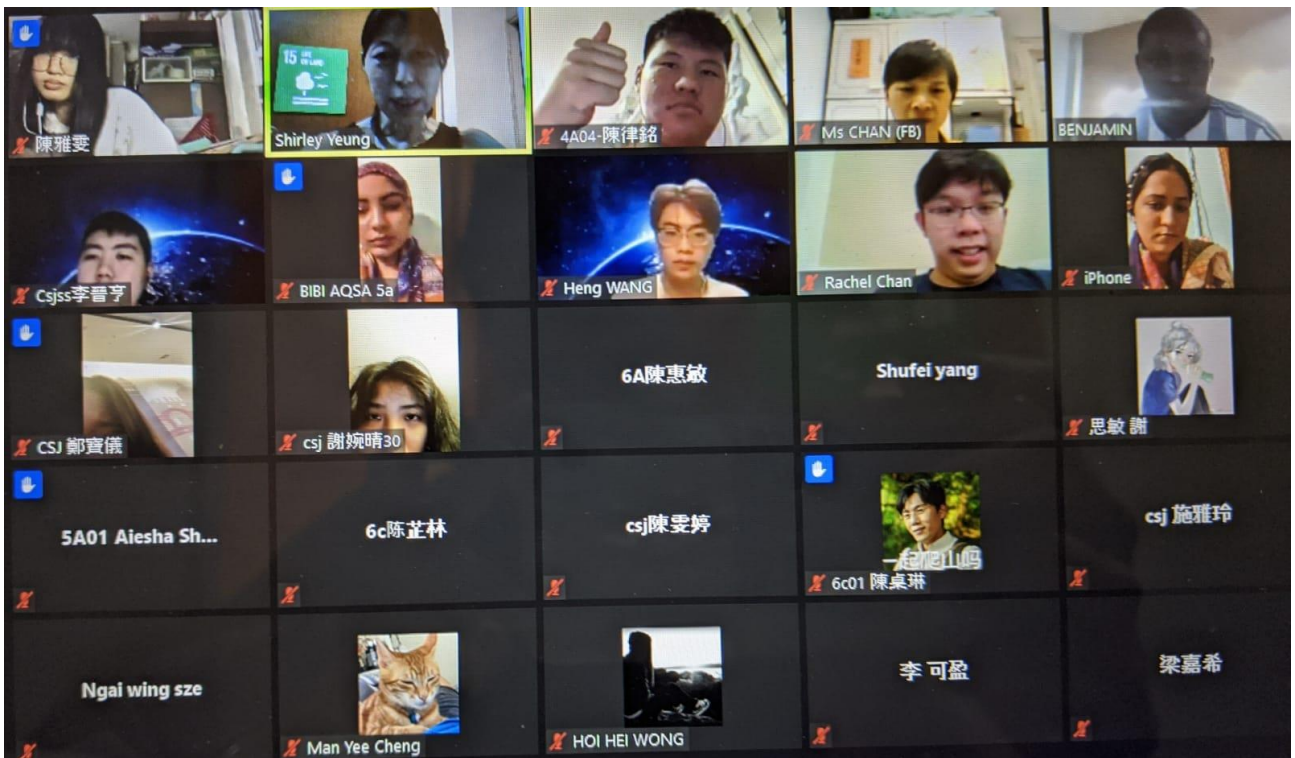 陳雅雯
15 LIFE
ON LAND
Shirley Yeung
4A04-陳律銘
Ms CHAN (FB)
BENJAMIN
Csjss李晉亨
BIBI AQSA 5a
Heng WANG
Rachel Chan
iPhone
CSJ 鄭寶儀
csj 謝婉晴30
6A陳惠敏
Shufei yang
思敏 謝
5A01 Aiesha Sh...
6c陈芷林
csj陳雯婷
一起爬山吗
6c01 陳桌琳
csj 施雅玲
Ngai wing sze
Man Yee Cheng
HOI HEI WONG
李 可盈
梁嘉希